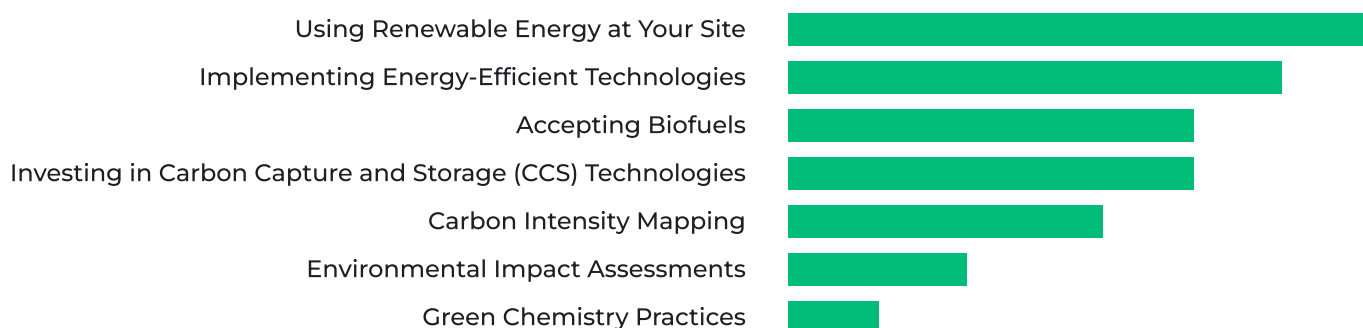 Using Renewable Energy at Your Site
Implementing Energy-Efficient Technologies
Accepting Biofuels
Investing in Carbon Capture and Storage (CCS) Technologies
Carbon Intensity Mapping
Environmental Impact Assessments
Green Chemistry Practices